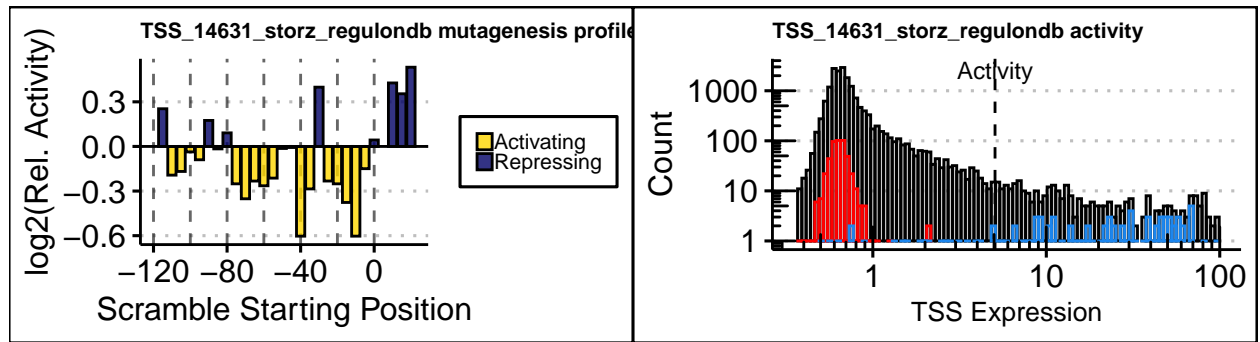 TSS_14631_storz_regulondb mutagenesis profile
log2(Rel. Activity)
0.3
0.0
−0.3
−0.6
−120
−80
−40
0
Scramble Starting Position
Activating
Repressing
TSS_14631_storz_regulondb activity
Activity
Count
1000
100
10
1
1
10
100
TSS Expression